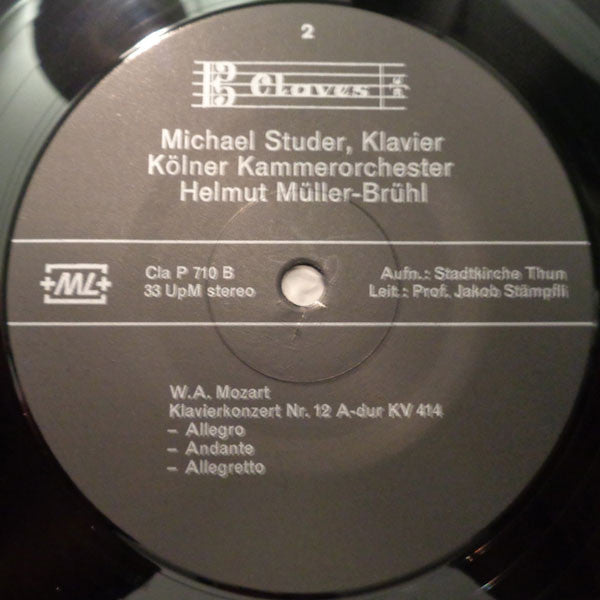 2
Claves
Michael Studer, Klavier
Kölner Kammerorchester
Helmut Müller-Brühl
+ML+
Cla P 710 B
33 UpM stereo
Aufn.: Stadtkirche Thun
Leit.: Prof. Jakob Stämpfli
W.A. Mozart
Klavierkonzert Nr. 12 A-dur KV 414
– Allegro
– Andante
– Allegretto